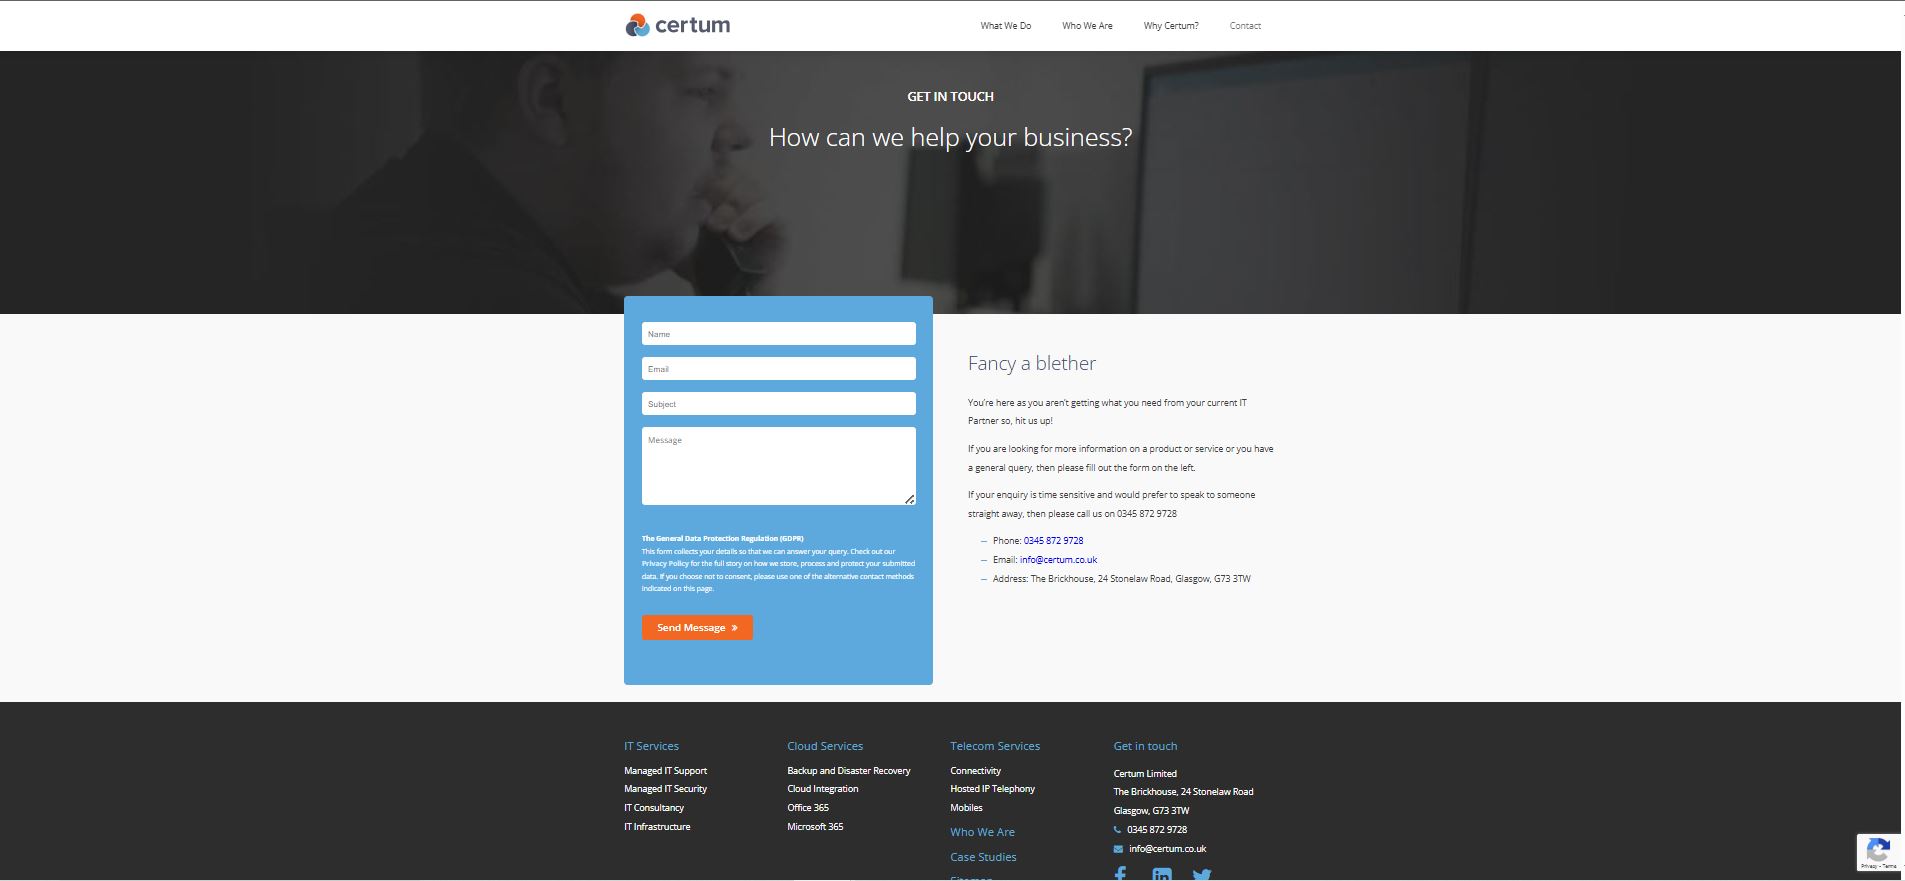 certum
What We Do
Who We Are
Why Certum?
Contact
GET IN TOUCH
How can we help your business?
Name
Email
Subject
Message
The General Data Protection Regulation (GDPR)
This form collects your details so that we can answer your query. Check out our
Privacy Policy for the full story on how we store, process and protect your submitted
data. If you choose not to consent, please use one of the alternative contact methods
indicated on this page.
Send Message »
Fancy a blether
You're here as you aren't getting what you need from your current IT
Partner so, hit us up!
If you are looking for more information on a product or service or you have
a general query, then please fill out the form on the left.
If your enquiry is time sensitive and would prefer to speak to someone
straight away, then please call us on 0345 872 9728
– Phone: 0345 872 9728
– Email: info@certum.co.uk
– Address: The Brickhouse, 24 Stonelaw Road, Glasgow, G73 3TW
IT Services
Managed IT Support
Managed IT Security
IT Consultancy
IT Infrastructure
Cloud Services
Backup and Disaster Recovery
Cloud Integration
Office 365
Microsoft 365
Telecom Services
Connectivity
Hosted IP Telephony
Mobiles
Who We Are
Case Studies
Sitemap
Get in touch
Certum Limited
The Brickhouse, 24 Stonelaw Road
Glasgow, G73 3TW
0345 872 9728
info@certum.co.uk
Privacy - Terms